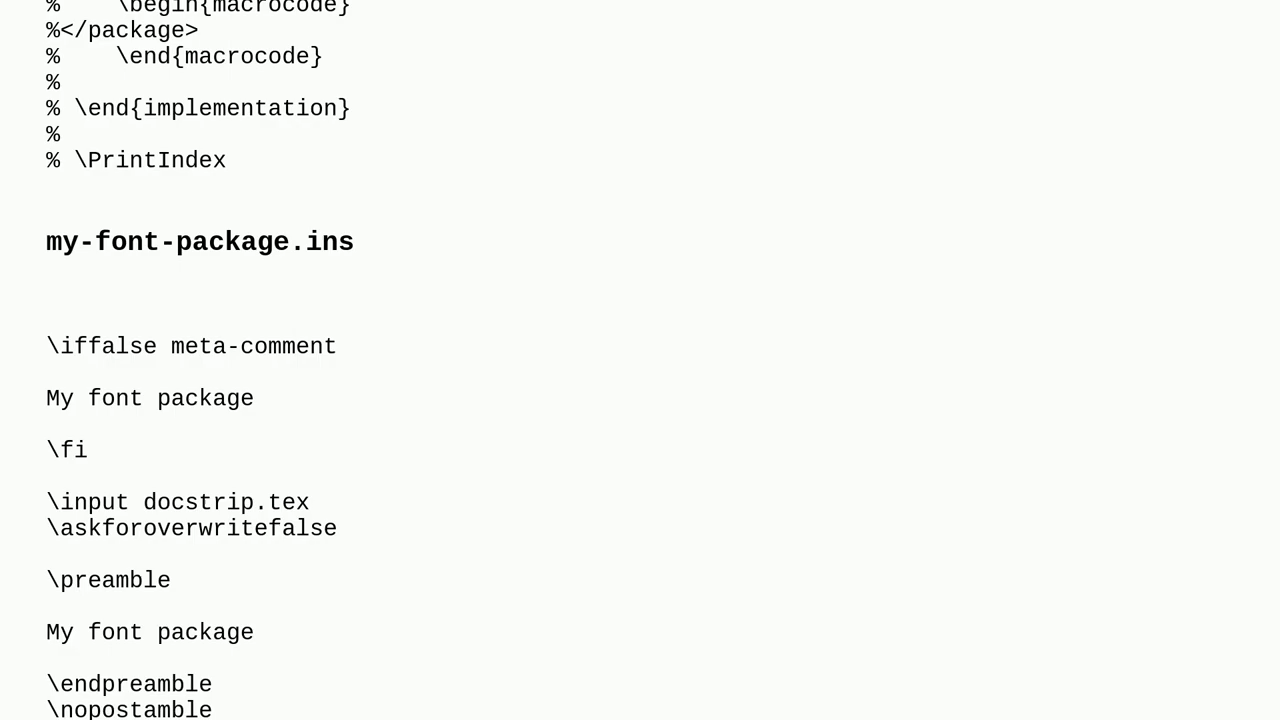 %    \begin{macrocode}
%</package>
%    \end{macrocode}
%
% \end{implementation}
%
% \PrintIndex
my-font-package.ins
\iffalse meta-comment
My font package
\fi
\input docstrip.tex
\askforoverwritefalse
\preamble
My font package
\endpreamble
\nopostamble